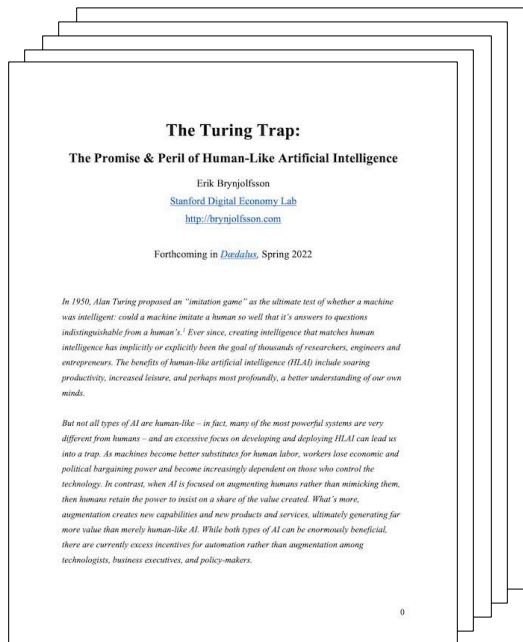 The Turing Trap:
The Promise & Peril of Human-Like Artificial Intelligence
Erik Brynjolfsson
Stanford Digital Economy Lab
http://brynjolfsson.com
Forthcoming in Dædalus, Spring 2022
In 1950, Alan Turing proposed an “imitation game” as the ultimate test of whether a machine
was intelligent: could a machine imitate a human so well that it’s answers to questions
indistinguishable from a human’s.¹ Ever since, creating intelligence that matches human
intelligence has implicitly or explicitly been the goal of thousands of researchers, engineers and
entrepreneurs. The benefits of human-like artificial intelligence (HLAI) include soaring
productivity, increased leisure, and perhaps most profoundly, a better understanding of our own
minds.
But not all types of AI are human-like – in fact, many of the most powerful systems are very
different from humans – and an excessive focus on developing and deploying HLAI can lead us
into a trap. As machines become better substitutes for human labor, workers lose economic and
political bargaining power and become increasingly dependent on those who control the
technology. In contrast, when AI is focused on augmenting humans rather than mimicking them,
then humans retain the power to insist on a share of the value created. What’s more,
augmentation creates new capabilities and new products and services, ultimately generating far
more value than merely human-like AI. While both types of AI can be enormously beneficial,
there are currently excess incentives for automation rather than augmentation among
technologists, business executives, and policy-makers.
0